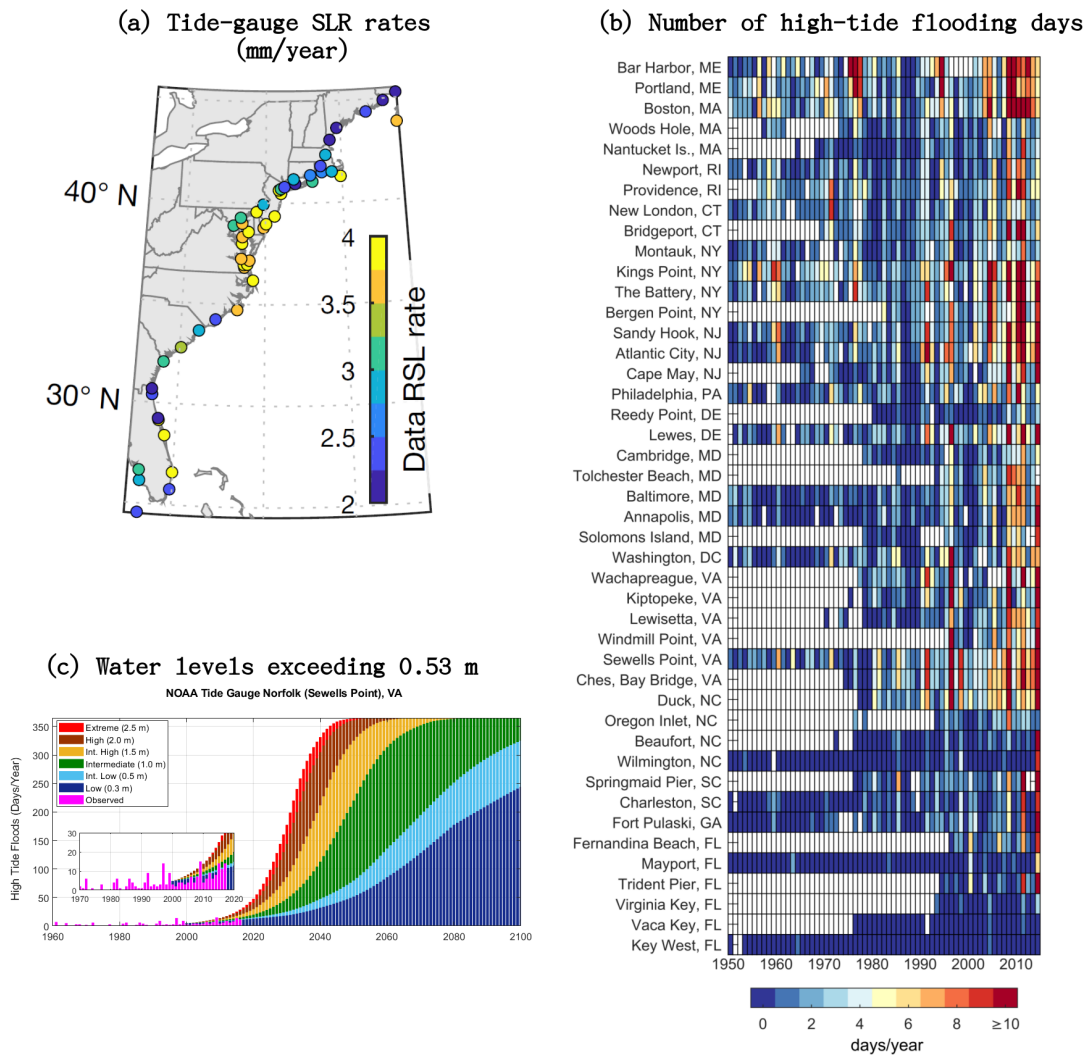 (a) Tide-gauge SLR rates
(mm/year)
40° N
30° N
4
3.5
3
2.5
2
Data RSL rate
(b) Number of high-tide flooding days
Bar Harbor, ME
Portland, ME
Boston, MA
Woods Hole, MA
Nantucket Is., MA
Newport, RI
Providence, RI
New London, CT
Bridgeport, CT
Montauk, NY
Kings Point, NY
The Battery, NY
Bergen Point, NY
Sandy Hook, NJ
Atlantic City, NJ
Cape May, NJ
Philadelphia, PA
Reedy Point, DE
Lewes, DE
Cambridge, MD
Tolchester Beach, MD
Baltimore, MD
Annapolis, MD
Solomons Island, MD
Washington, DC
Wachapreague, VA
Kiptopeke, VA
Lewisetta, VA
Windmill Point, VA
Sewells Point, VA
Ches, Bay Bridge, VA
Duck, NC
Oregon Inlet, NC
Beaufort, NC
Wilmington, NC
Springmaid Pier, SC
Charleston, SC
Fort Pulaski, GA
Fernandina Beach, FL
Mayport, FL
Trident Pier, FL
Virginia Key, FL
Vaca Key, FL
Key West, FL
1950 1960 1970 1980 1990 2000 2010
0 2 4 6 8 ≥10
days/year
(c) Water levels exceeding 0.53 m
NOAA Tide Gauge Norfolk (Sewells Point), VA
High Tide Floods (Days/Year)
350
300
250
200
150
100
50
0
Extreme (2.5 m)
High (2.0 m)
Int. High (1.5 m)
Intermediate (1.0 m)
Int. Low (0.5 m)
Low (0.3 m)
Observed
30
20
10
0
1970 1980 1990 2000 2010 2020
1960 1980 2000 2020 2040 2060 2080 2100